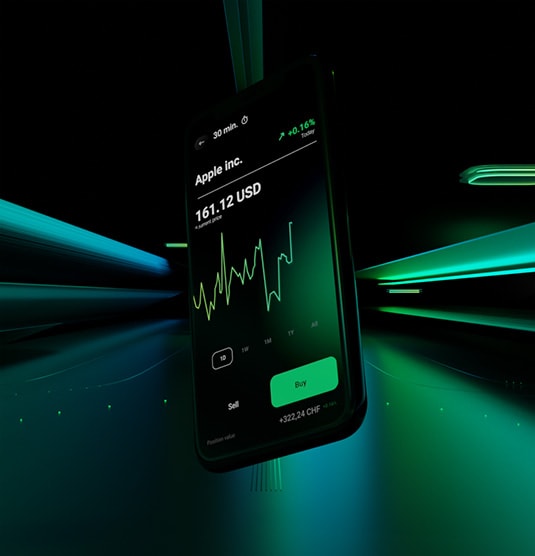 30 min.
+0.16%
Today
Apple inc.
161.12 USD
Current price
1D 1W 1M 1Y All
Sell
Buy
Position value
+322,24 CHF